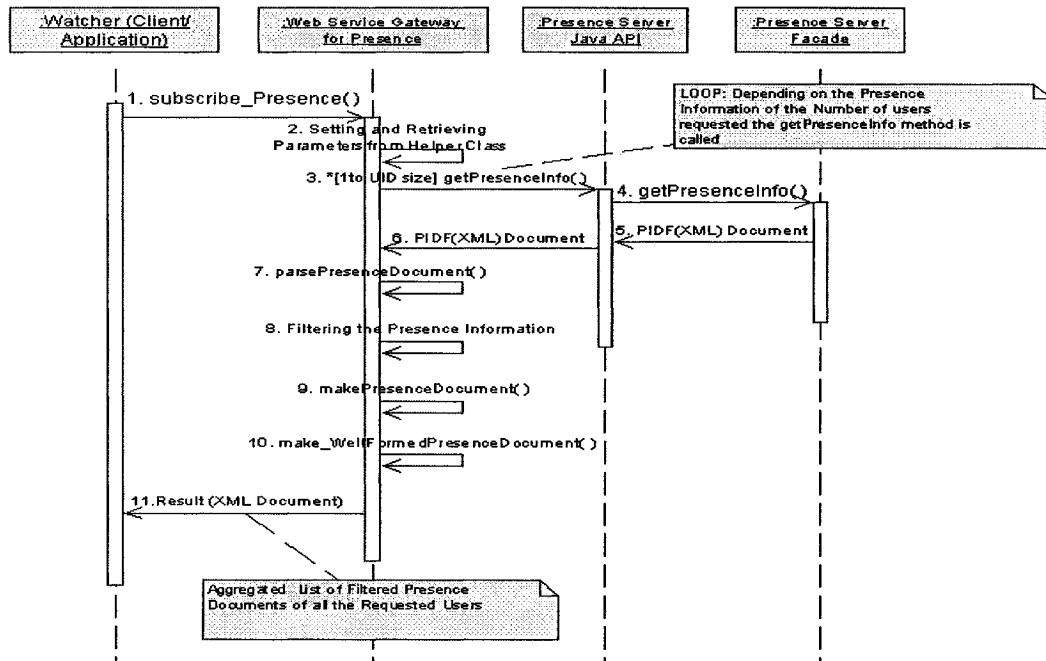 :Watcher (Client/
Application)
:Web Service Gateway
for Presence
:Presence Server
Java API
:Presence Server
Facade
1. subscribe_Presence()
LOOP: Depending on the Presence
Information of the Number of users
requested the getPresenceInfo method is
called
2. Setting and Retrieving
Parameters from HelperClass
3. *[1to UID size] getPresenceInfo()
4. getPresenceInfo()
5. PIDF(XML) Document
6. PIDF(XML) Document
7. parsePresenceDocument()
8. Filtering the Presence Information
9. makePresenceDocument()
10. make_WellFormedPresenceDocument()
11.Result (XML Document)
Aggregated List of Filtered Presence
Documents of all the Requested Users